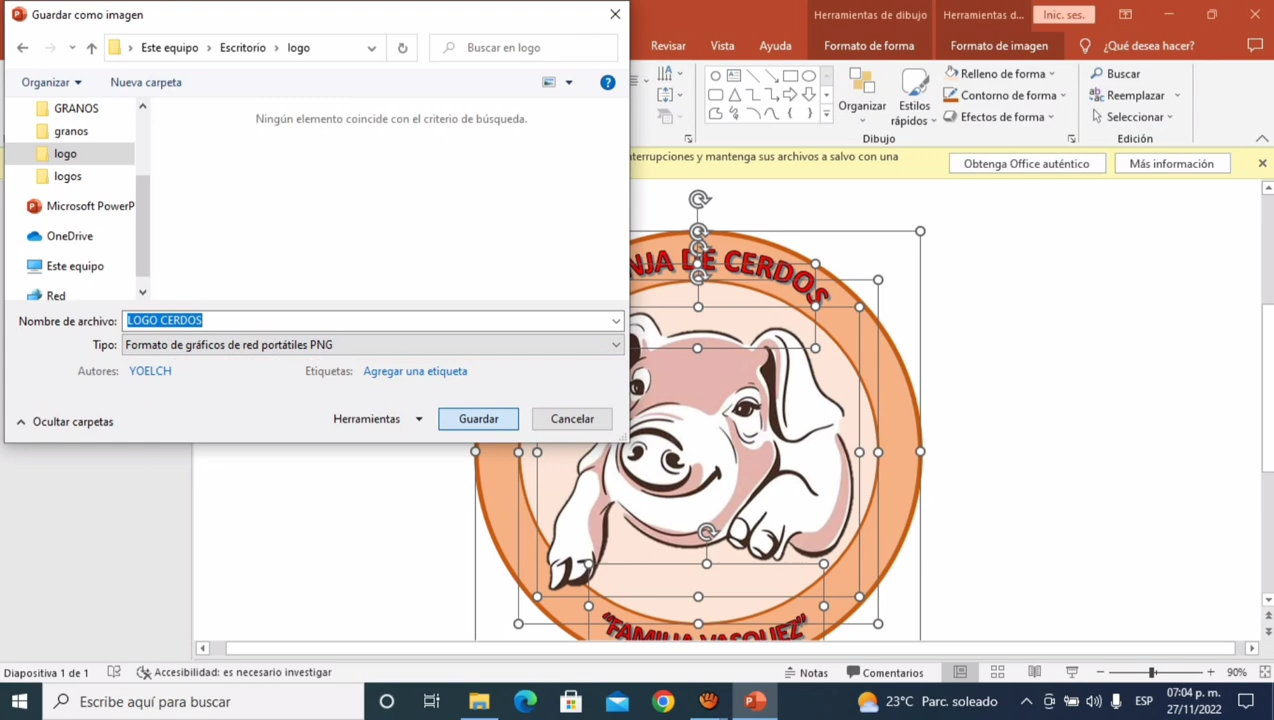 Guardar como imagen
Herramientas de dibujo
Herramientas d...
Inic. ses.
Este equipo
Escritorio
logo
Buscar en logo
Revisar
Vista
Ayuda
Formato de forma
Formato de imagen
¿Qué desea hacer?
Organizar
Nueva carpeta
GRANOS
granos
logo
logos
Microsoft PowerP
OneDrive
Este equipo
Red
Ningún elemento coincide con el criterio de búsqueda.
Organizar
Estilos
rápidos
Relleno de forma
Contorno de forma
Efectos de forma
Dibujo
Buscar
Reemplazar
Seleccionar
Edición
nterrupciones y mantenga sus archivos a salvo con una
Obtenga Office auténtico
Más información
Nombre de archivo:
LOGO CERDOS
Tipo:
Formato de gráficos de red portátiles PNG
Autores:
YOELCH
Etiquetas:
Agregar una etiqueta
Ocultar carpetas
Herramientas
Guardar
Cancelar
NJA DE CERDOS
"FAMILIA VASQUEZ"
Diapositiva 1 de 1
Accesibilidad: es necesario investigar
Notas
Comentarios
90%
Escribe aquí para buscar
23°C Parc. soleado
ESP
07:04 p. m.
27/11/2022